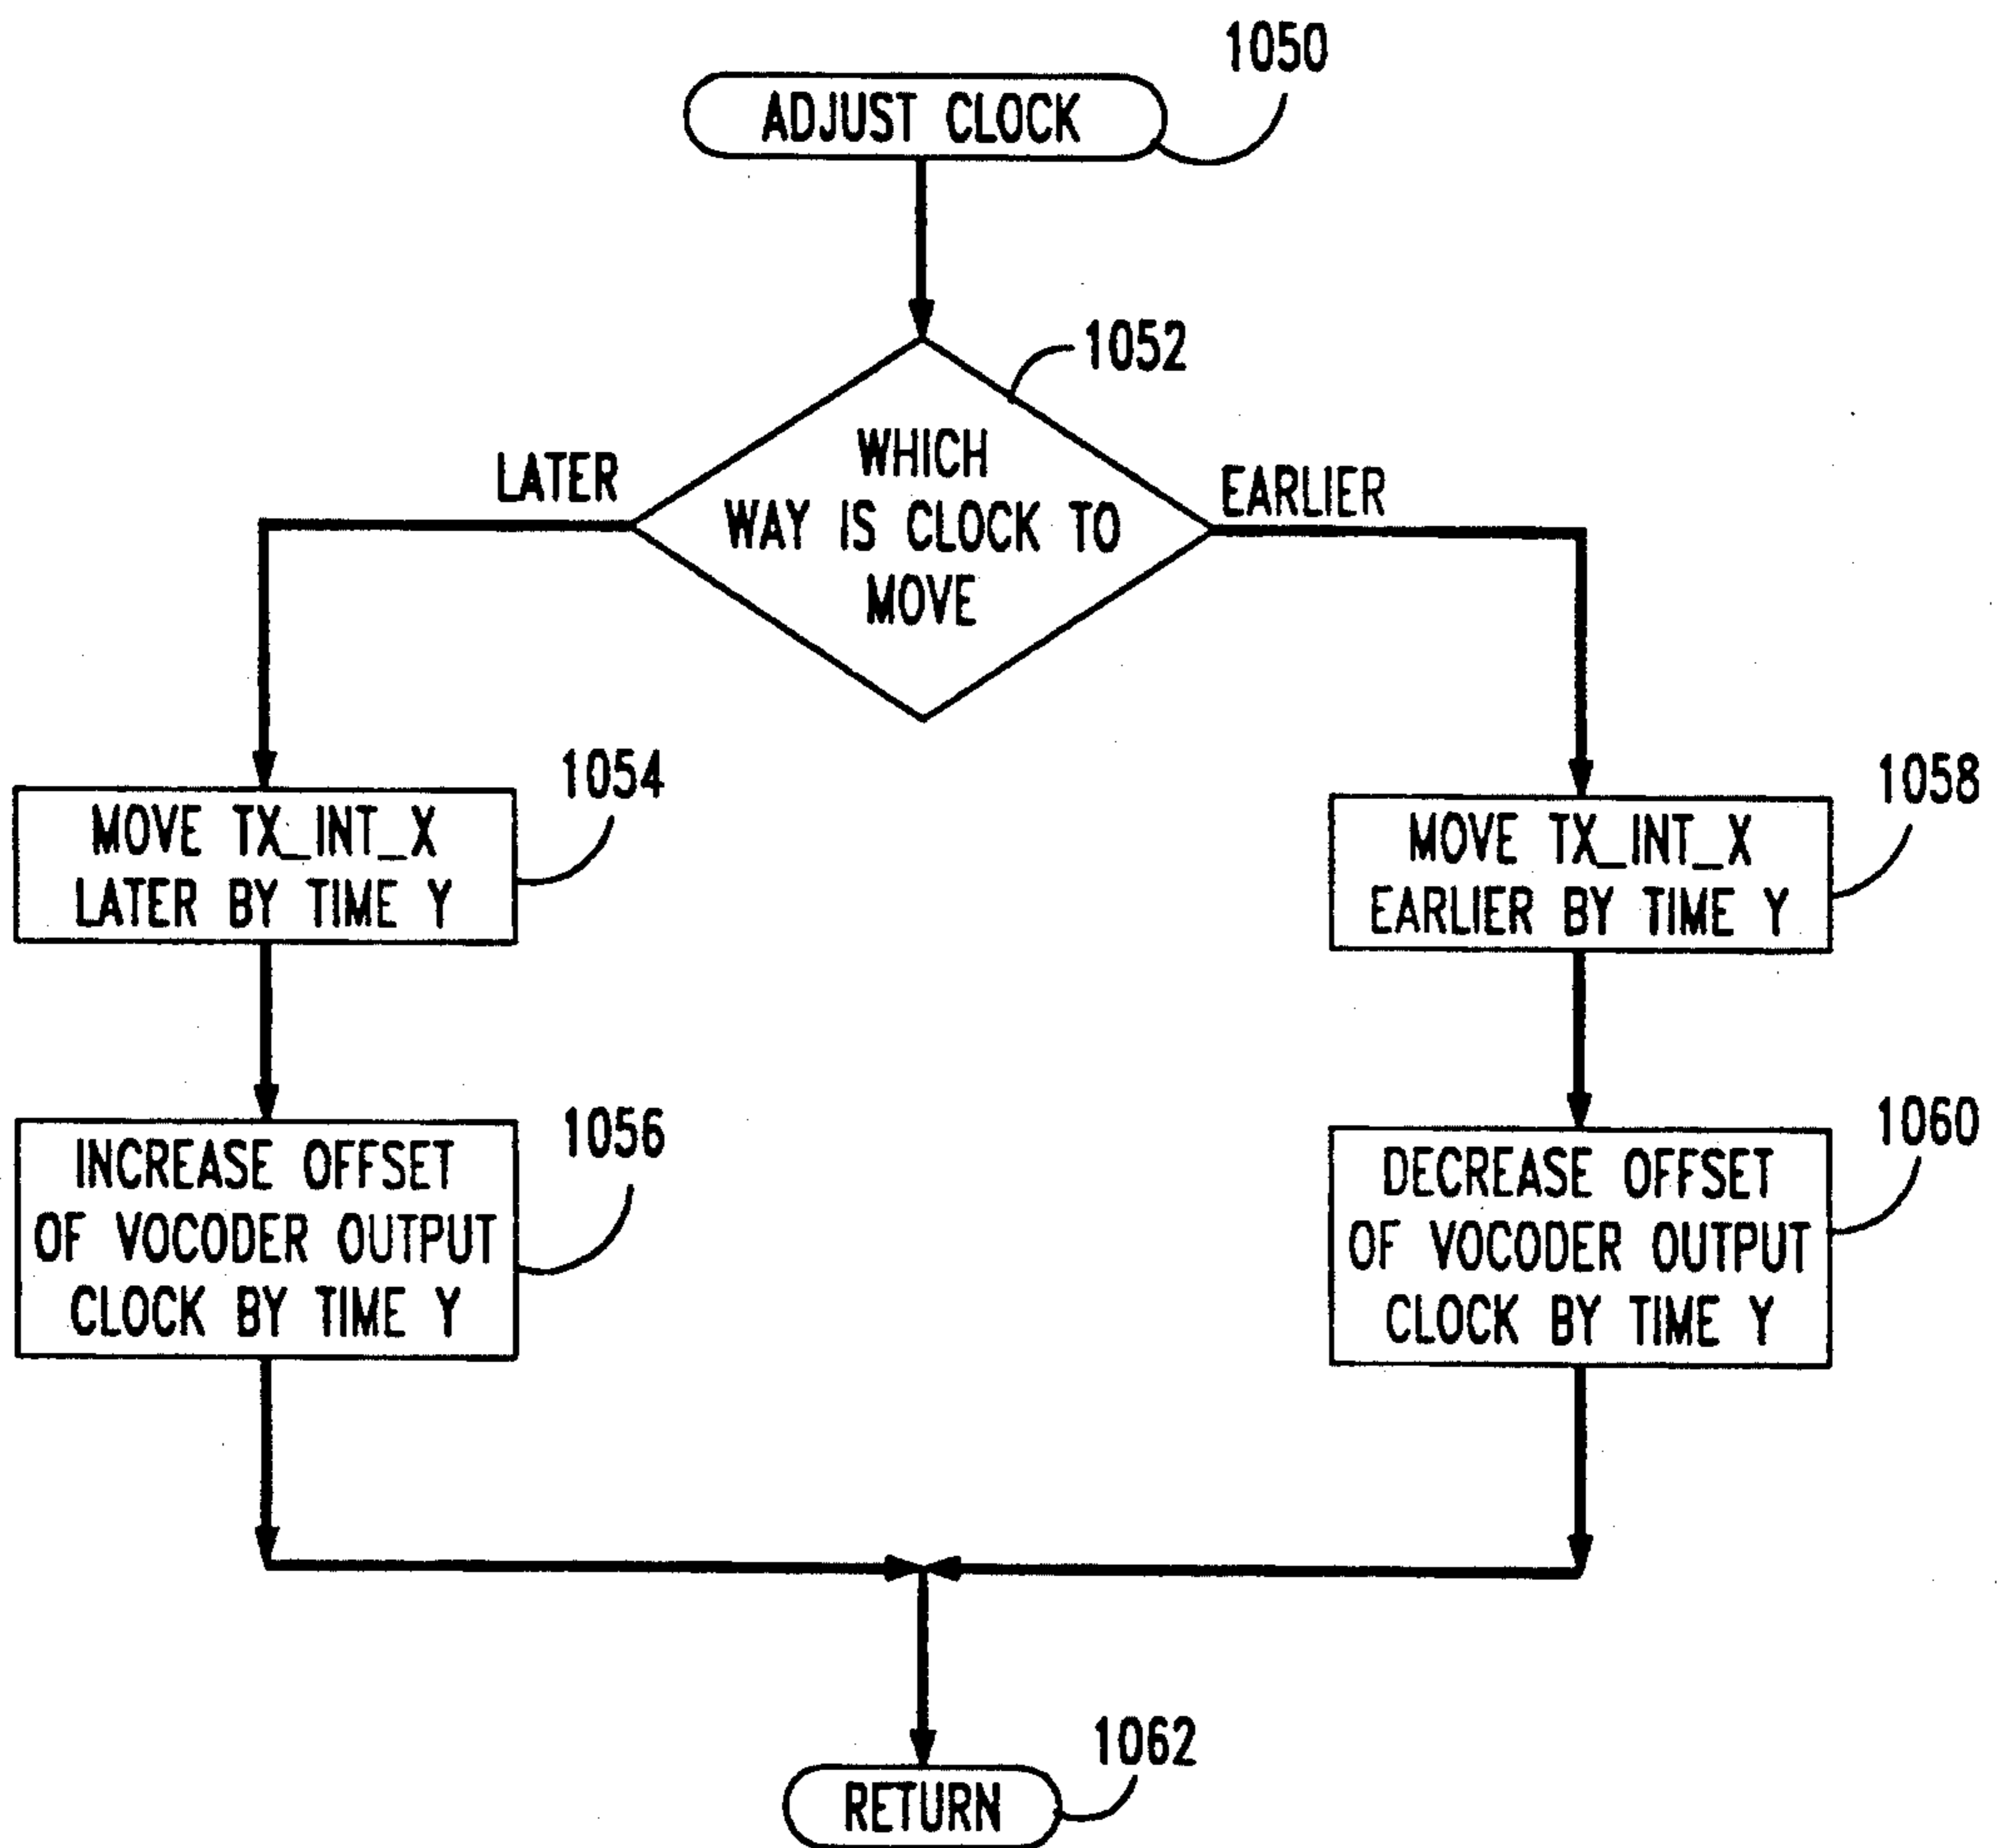 1050
ADJUST CLOCK
1052
WHICH
WAY IS CLOCK TO
MOVE
LATER
EARLIER
1054
MOVE TX_INT_X
LATER BY TIME Y
1058
MOVE TX_INT_X
EARLIER BY TIME Y
1056
INCREASE OFFSET
OF VOCODER OUTPUT
CLOCK BY TIME Y
1060
DECREASE OFFSET
OF VOCODER OUTPUT
CLOCK BY TIME Y
1062
RETURN